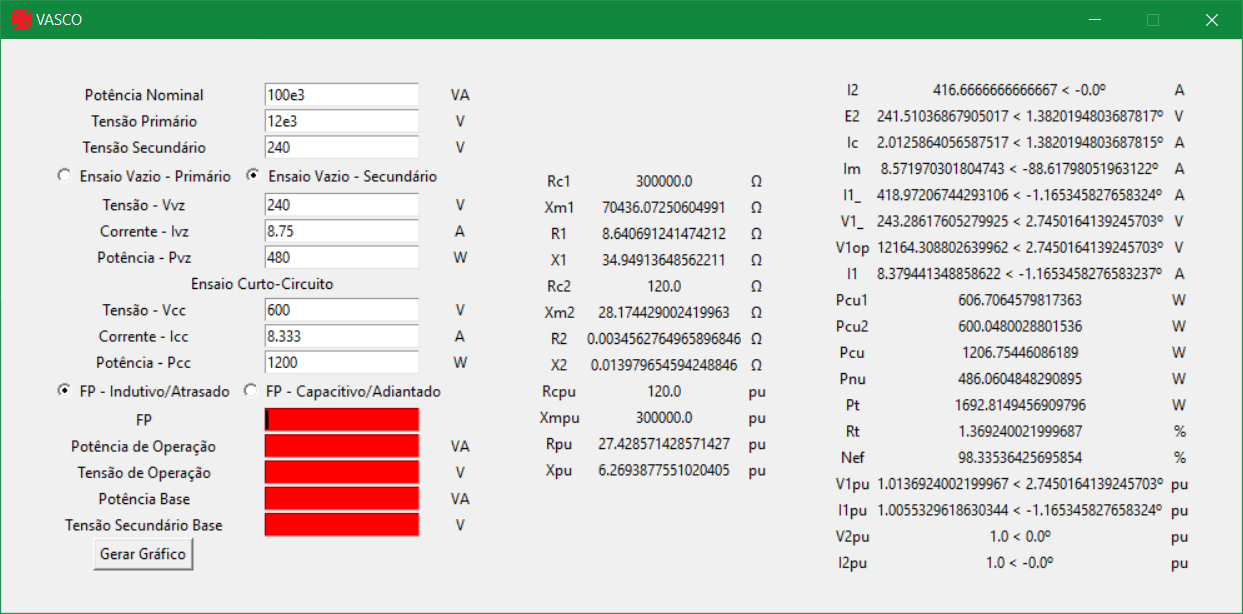 VASCO
Potência Nominal 100e3 VA
Tensão Primário 12e3 V
Tensão Secundário 240 V
Ensaio Vazio - Primário Ensaio Vazio - Secundário
Tensão - Vvz 240 V
Corrente - Ivz 8.75 A
Potência - Pvz 480 W
Ensaio Curto-Circuito
Tensão - Vcc 600 V
Corrente - Icc 8.333 A
Potência - Pcc 1200 W
FP - Indutivo/Atrasado FP - Capacitivo/Adiantado
FP
Potência de Operação VA
Tensão de Operação V
Potência Base VA
Tensão Secundário Base V
Gerar Gráfico
Rc1 300000.0 Ω
Xm1 70436.07250604991 Ω
R1 8.640691241474212 Ω
X1 34.94913648562211 Ω
Rc2 120.0 Ω
Xm2 28.174429002419963 Ω
R2 0.0034562764965896846 Ω
X2 0.013979654594248846 Ω
Rcpu 120.0 pu
Xmpu 300000.0 pu
Rpu 27.428571428571427 pu
Xpu 6.2693877551020405 pu
I2 416.6666666666667 < -0.0º A
E2 241.51036867905017 < 1.3820194803687817º V
Ic 2.0125864056587517 < 1.3820194803687815º A
Im 8.571970301804743 < -88.61798051963122º A
I1_ 418.97206744293106 < -1.165345827658324º A
V1_ 243.28617605279925 < 2.7450164139245703º V
V1op 12164.308802639962 < 2.7450164139245703º V
I1 8.379441348858622 < -1.1653458276583237º A
Pcu1 606.7064579817363 W
Pcu2 600.0480028801536 W
Pcu 1206.75446086189 W
Pnu 486.0604848290895 W
Pt 1692.8149456909796 W
Rt 1.369240021999687 %
Nef 98.33536425695854 %
V1pu 1.0136924002199967 < 2.7450164139245703º pu
I1pu 1.0055329618630344 < -1.165345827658324º pu
V2pu 1.0 < 0.0º pu
I2pu 1.0 < -0.0º pu